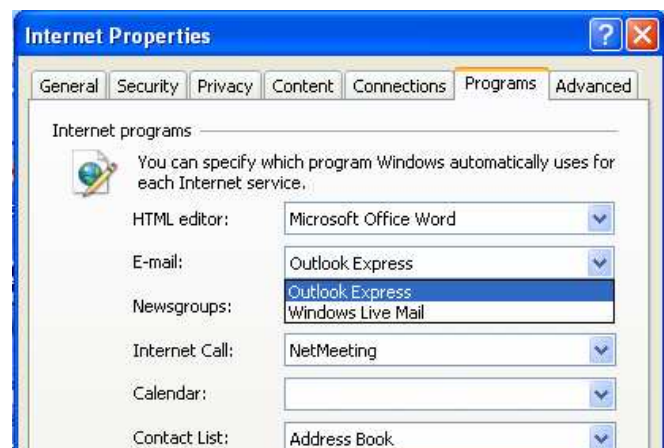 Internet Properties
General Security Privacy Content Connections Programs Advanced
Internet programs
You can specify which program Windows automatically uses for
each Internet service.
HTML editor: Microsoft Office Word
E-mail: Outlook Express
Outlook Express
Newsgroups:
Windows Live Mail
Internet Call: NetMeeting
Calendar:
Contact List: Address Book